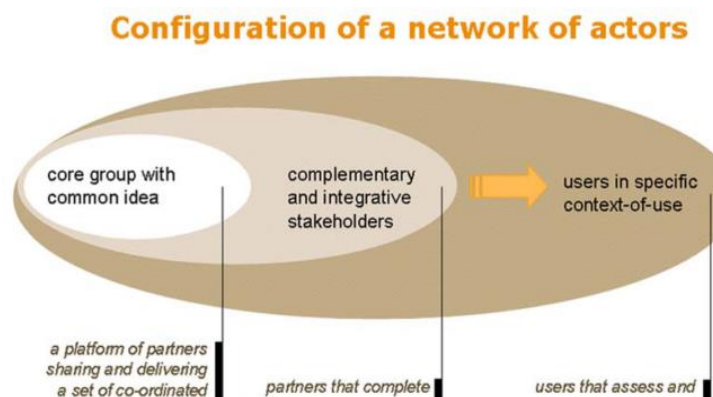 Configuration of a network of actors
core group with
common idea
complementary
and integrative
stakeholders
users in specific
context-of-use
a platform of partners
sharing and delivering
a set of co-ordinated
partners that complete
users that assess and